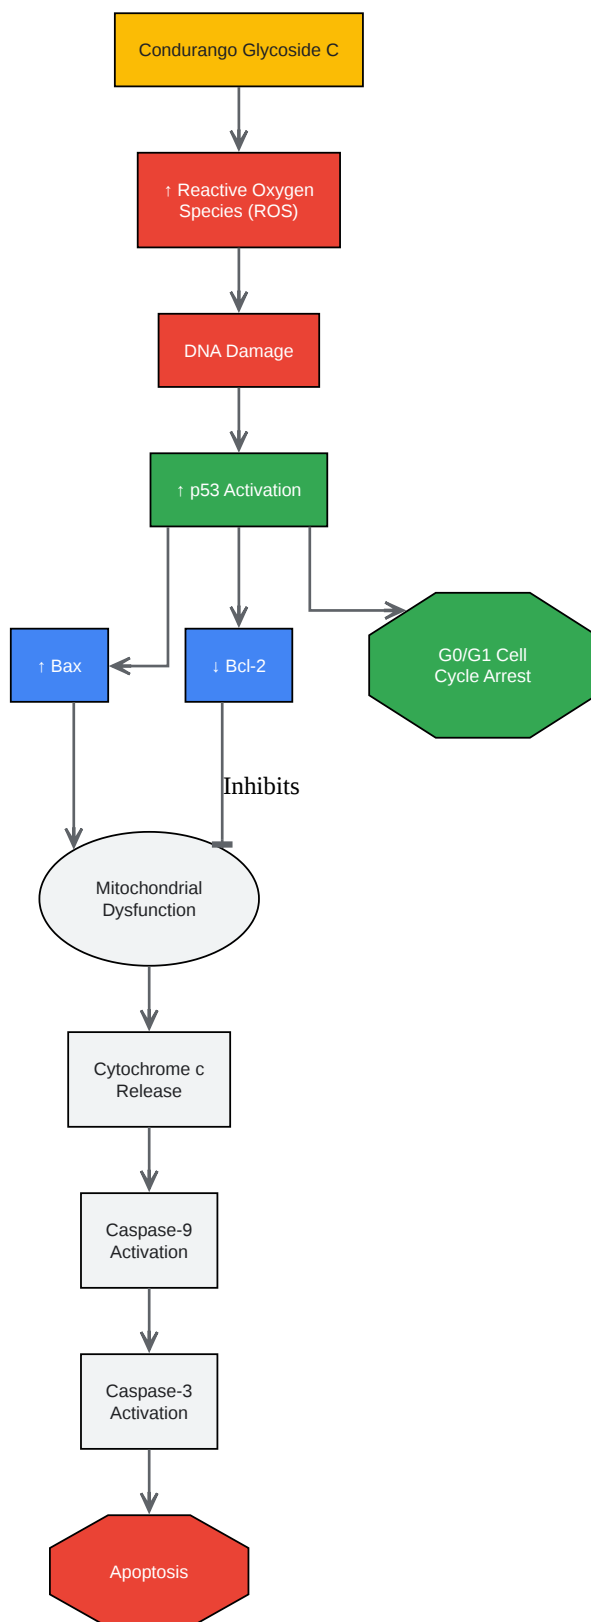 Condurango Glycoside C
↑ Reactive Oxygen
Species (ROS)
DNA Damage
↑ p53 Activation
↑ Bax
↓ Bcl-2
G0/G1 Cell
Cycle Arrest
Inhibits
Mitochondrial
Dysfunction
Cytochrome c
Release
Caspase-9
Activation
Caspase-3
Activation
Apoptosis